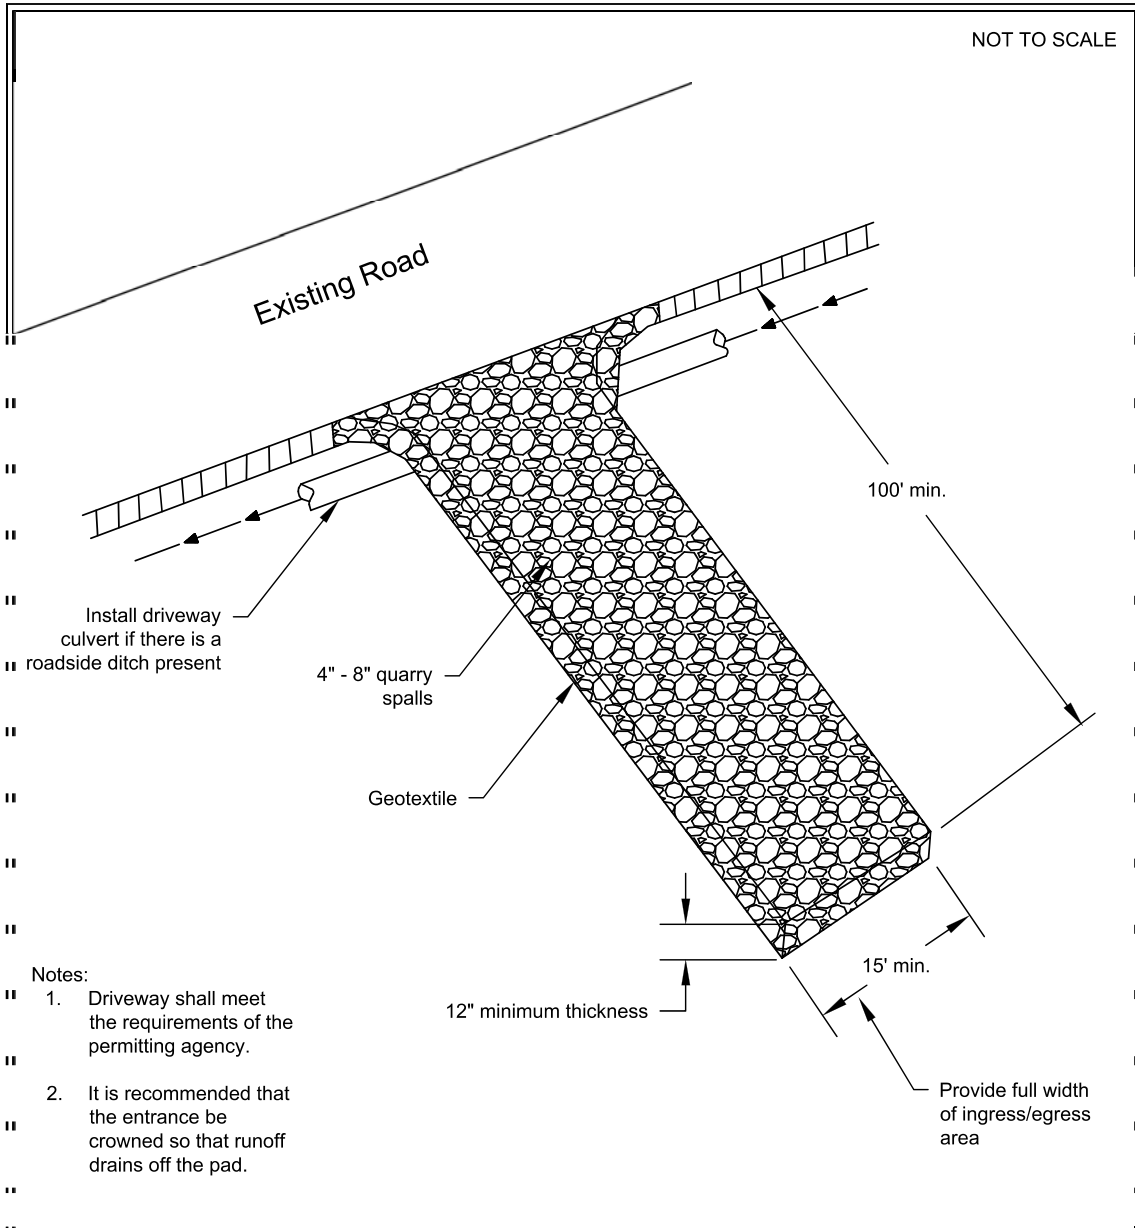 NOT TO SCALE
Existing Road
100' min.
Install driveway
culvert if there is a
roadside ditch present
4" - 8" quarry
spalls
Geotextile
15' min.
12" minimum thickness
Provide full width
of ingress/egress
area
Notes:
1. Driveway shall meet
the requirements of the
permitting agency.
2. It is recommended that
the entrance be
crowned so that runoff
drains off the pad.